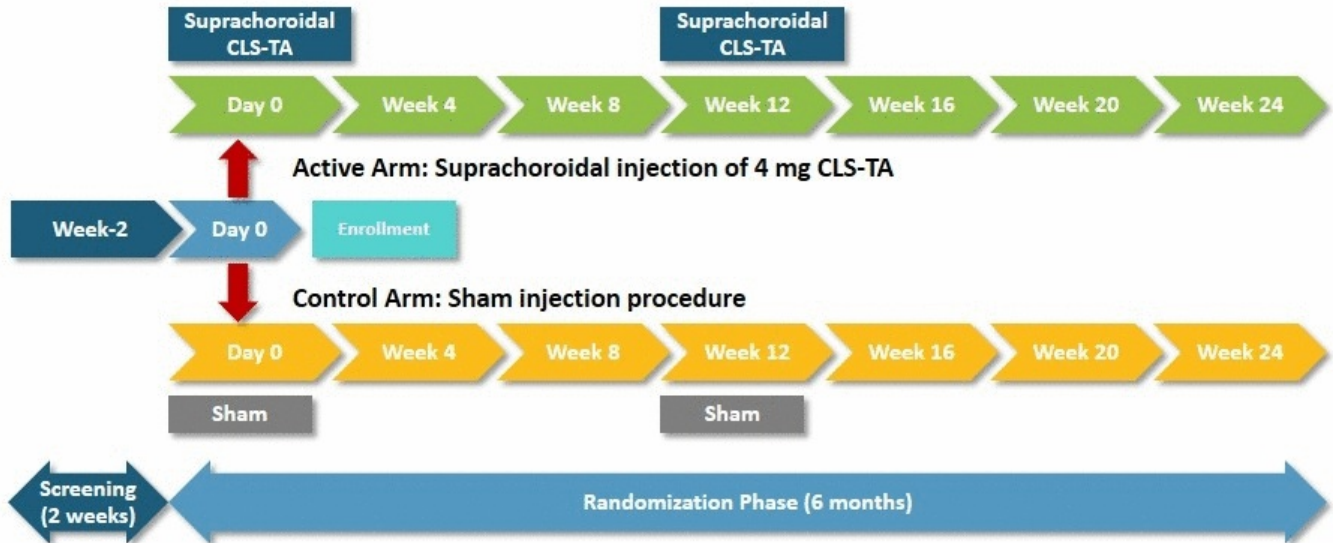 Suprachoroidal
CLS-TA
Suprachoroidal
CLS-TA
Day 0
Week 4
Week 8
Week 12
Week 16
Week 20
Week 24
Active Arm: Suprachoroidal injection of 4 mg CLS-TA
Week-2
Day 0
Enrollment
Control Arm: Sham injection procedure
Day 0
Week 4
Week 8
Week 12
Week 16
Week 20
Week 24
Sham
Sham
Screening
(2 weeks)
Randomization Phase (6 months)